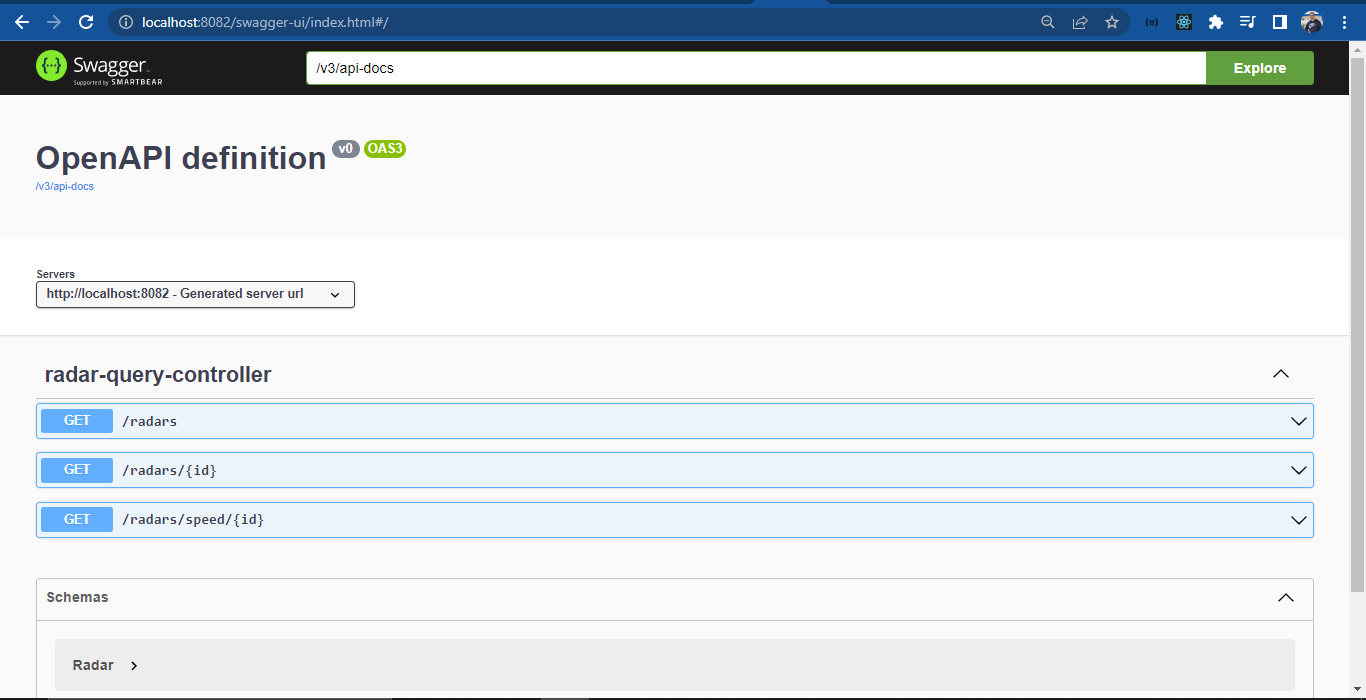 localhost:8082/swagger-ui/index.html#/
Swagger
Supported by SMARTBEAR
/v3/api-docs
Explore
OpenAPI definition v0 OAS3
/v3/api-docs
Servers
http://localhost:8082 - Generated server url
radar-query-controller
GET /radars
GET /radars/{id}
GET /radars/speed/{id}
Schemas
Radar